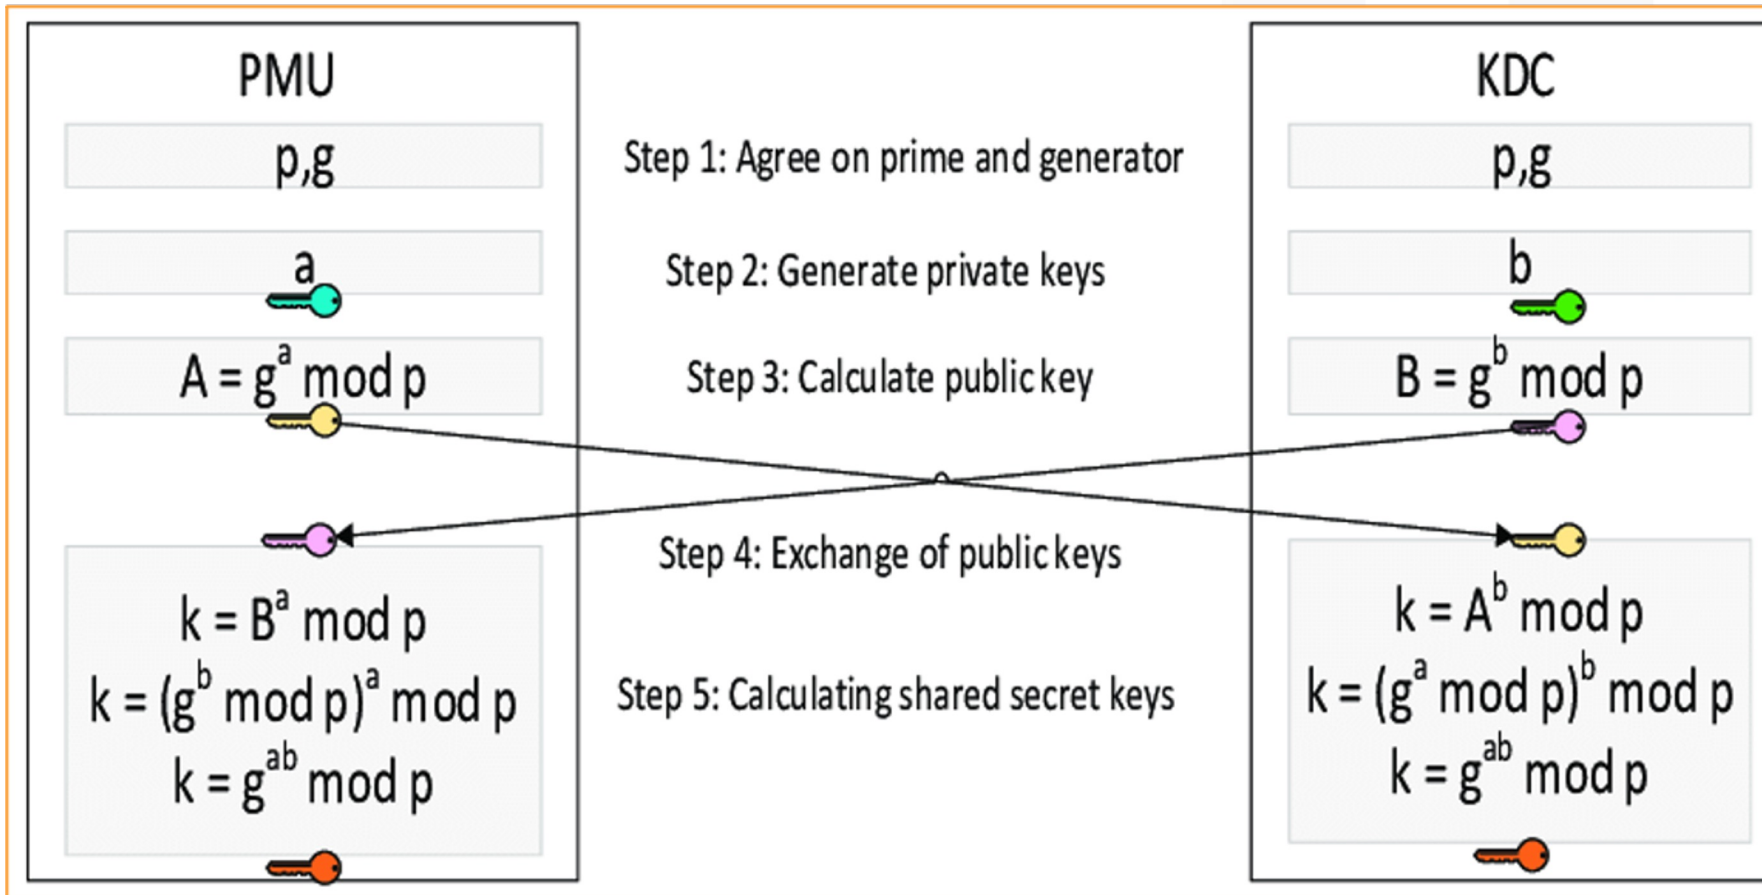 PMU
p,g
a
A = g^a mod p
k = B^a mod p
k = (g^b mod p)^a mod p
k = g^ab mod p
Step 1: Agree on prime and generator
Step 2: Generate private keys
Step 3: Calculate public key
Step 4: Exchange of public keys
Step 5: Calculating shared secret keys
KDC
p,g
b
B = g^b mod p
k = A^b mod p
k = (g^a mod p)^b mod p
k = g^ab mod p